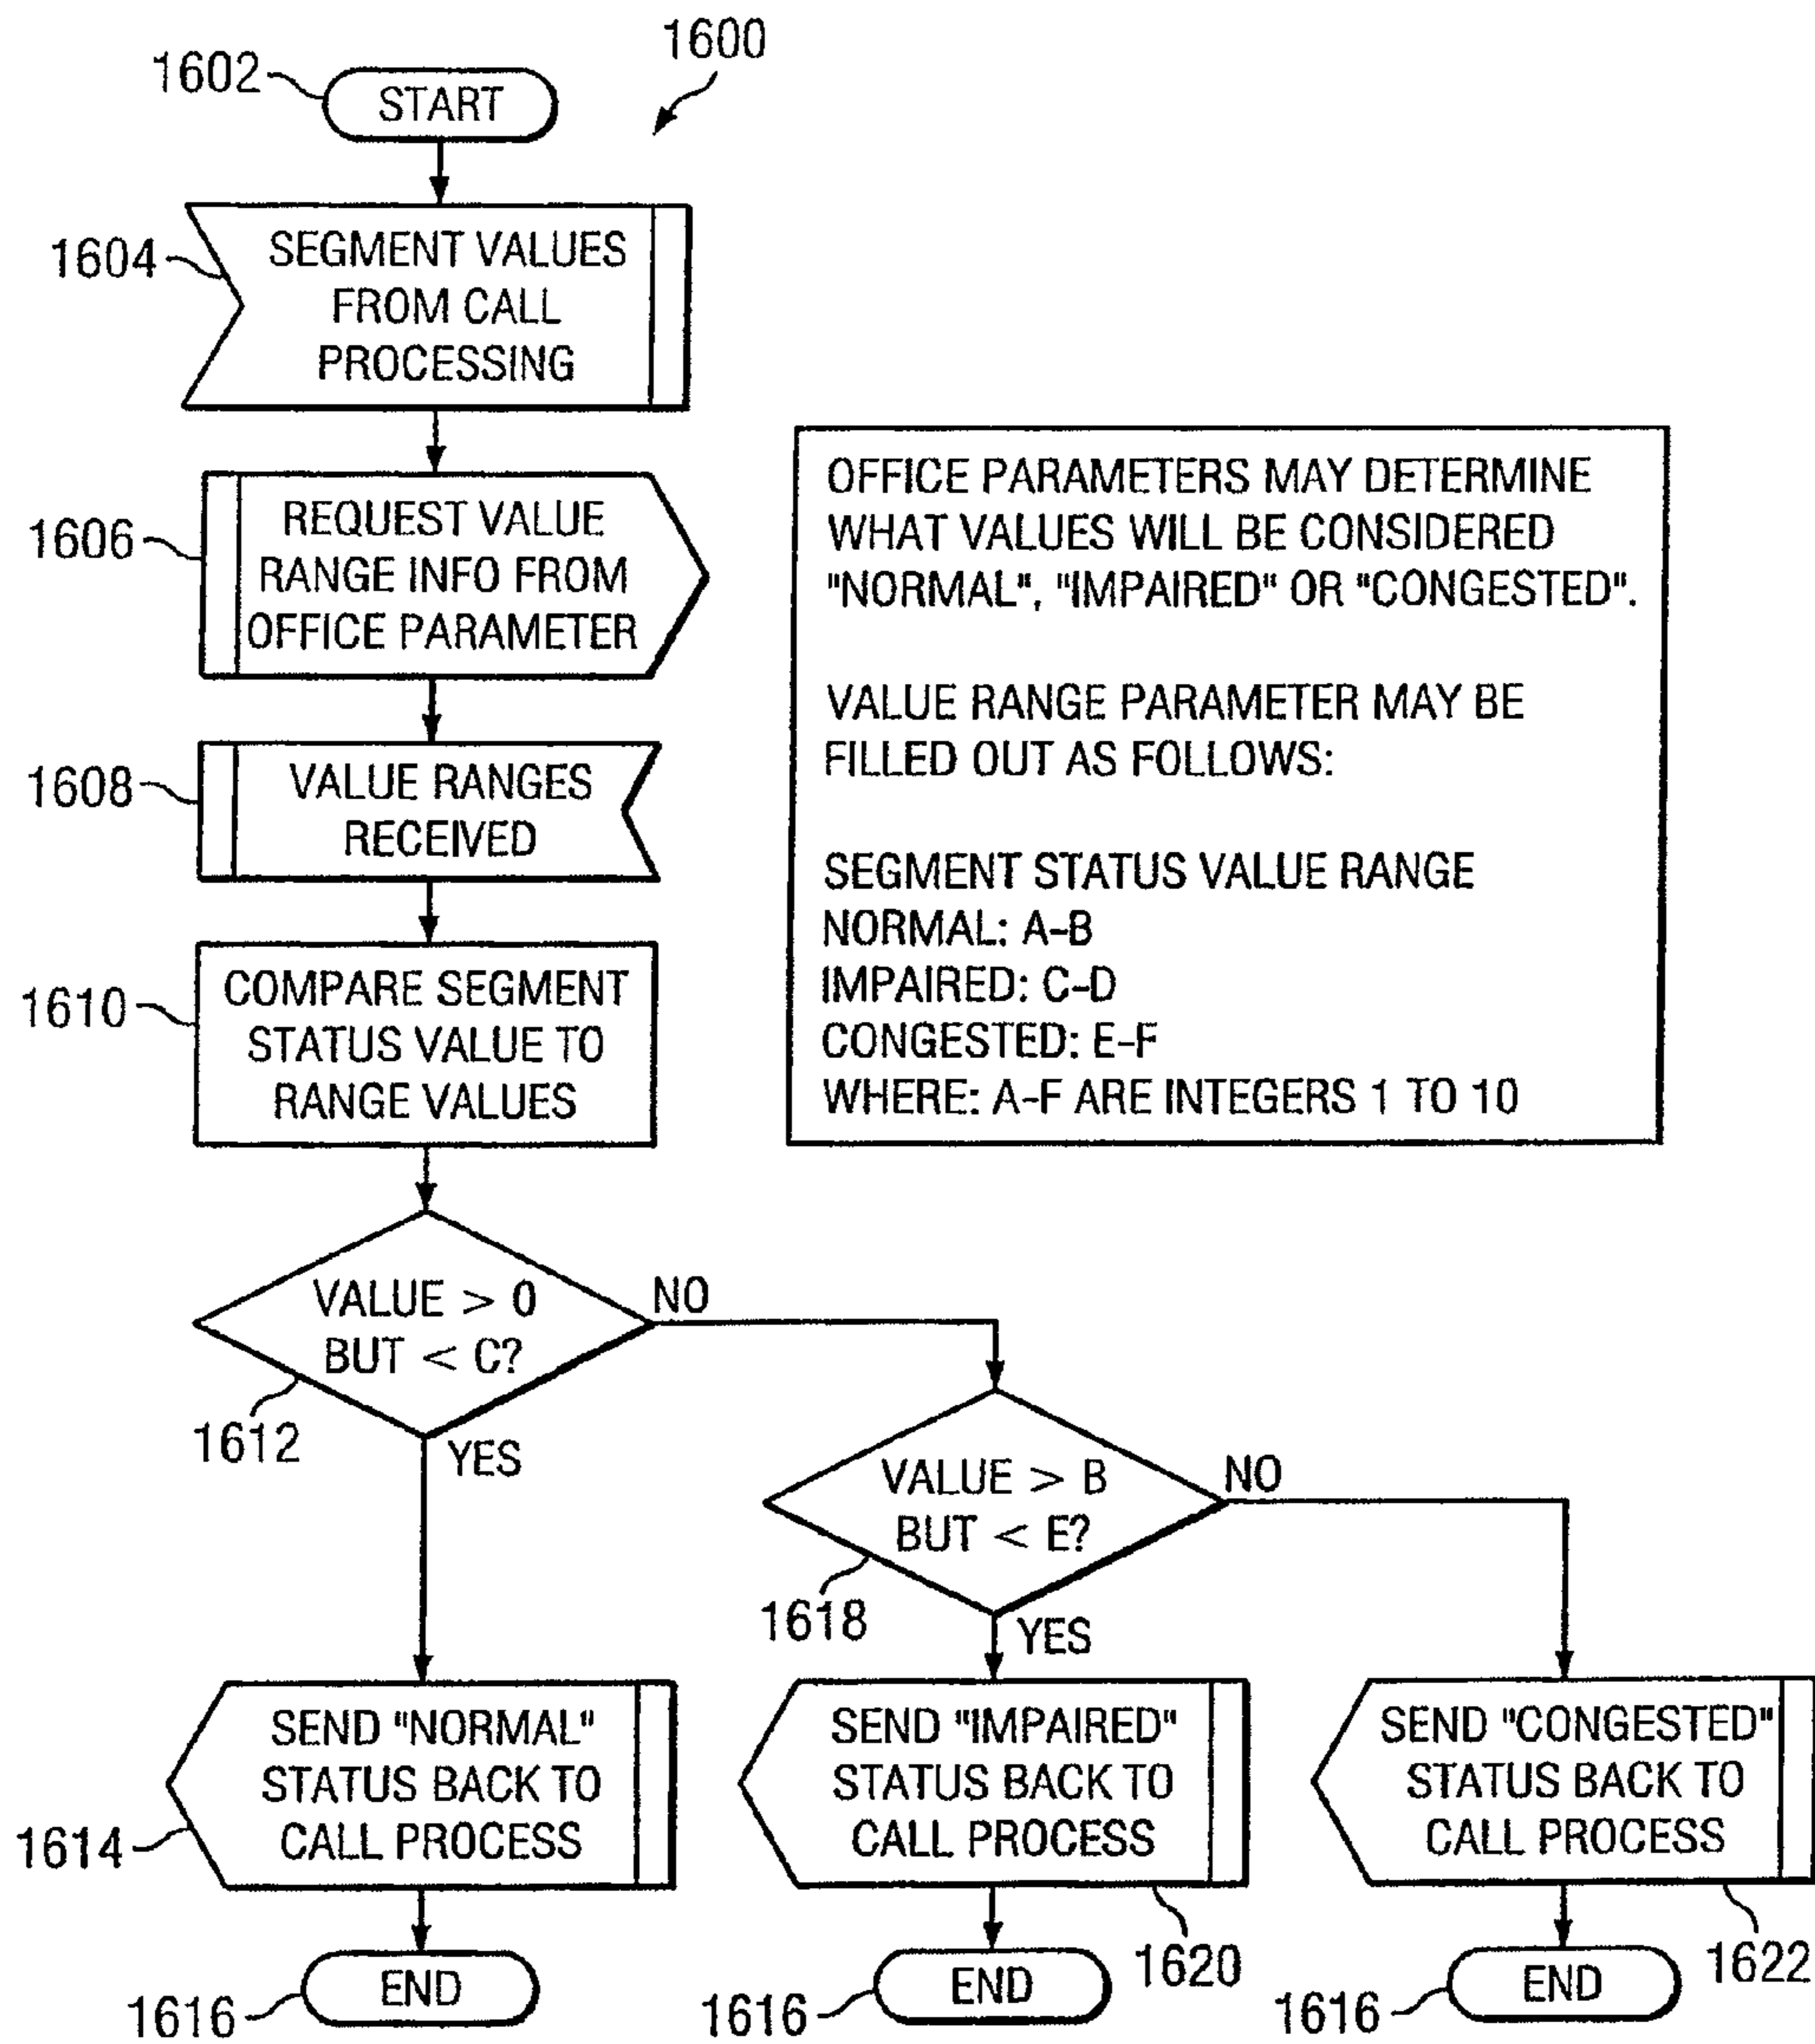 1600
1602
START
1604
SEGMENT VALUES
FROM CALL
PROCESSING
1606
REQUEST VALUE
RANGE INFO FROM
OFFICE PARAMETER
1608
VALUE RANGES
RECEIVED
1610
COMPARE SEGMENT
STATUS VALUE TO
RANGE VALUES
OFFICE PARAMETERS MAY DETERMINE
WHAT VALUES WILL BE CONSIDERED
"NORMAL", "IMPAIRED" OR "CONGESTED".
VALUE RANGE PARAMETER MAY BE
FILLED OUT AS FOLLOWS:
SEGMENT STATUS VALUE RANGE
NORMAL: A-B
IMPAIRED: C-D
CONGESTED: E-F
WHERE: A-F ARE INTEGERS 1 TO 10
VALUE > 0
BUT < C?
NO
1612
YES
VALUE > B
BUT < E?
NO
1618
YES
SEND "NORMAL"
STATUS BACK TO
CALL PROCESS
1614
SEND "IMPAIRED"
STATUS BACK TO
CALL PROCESS
1620
SEND "CONGESTED"
STATUS BACK TO
CALL PROCESS
1622
END
1616
END
1616
END
1616